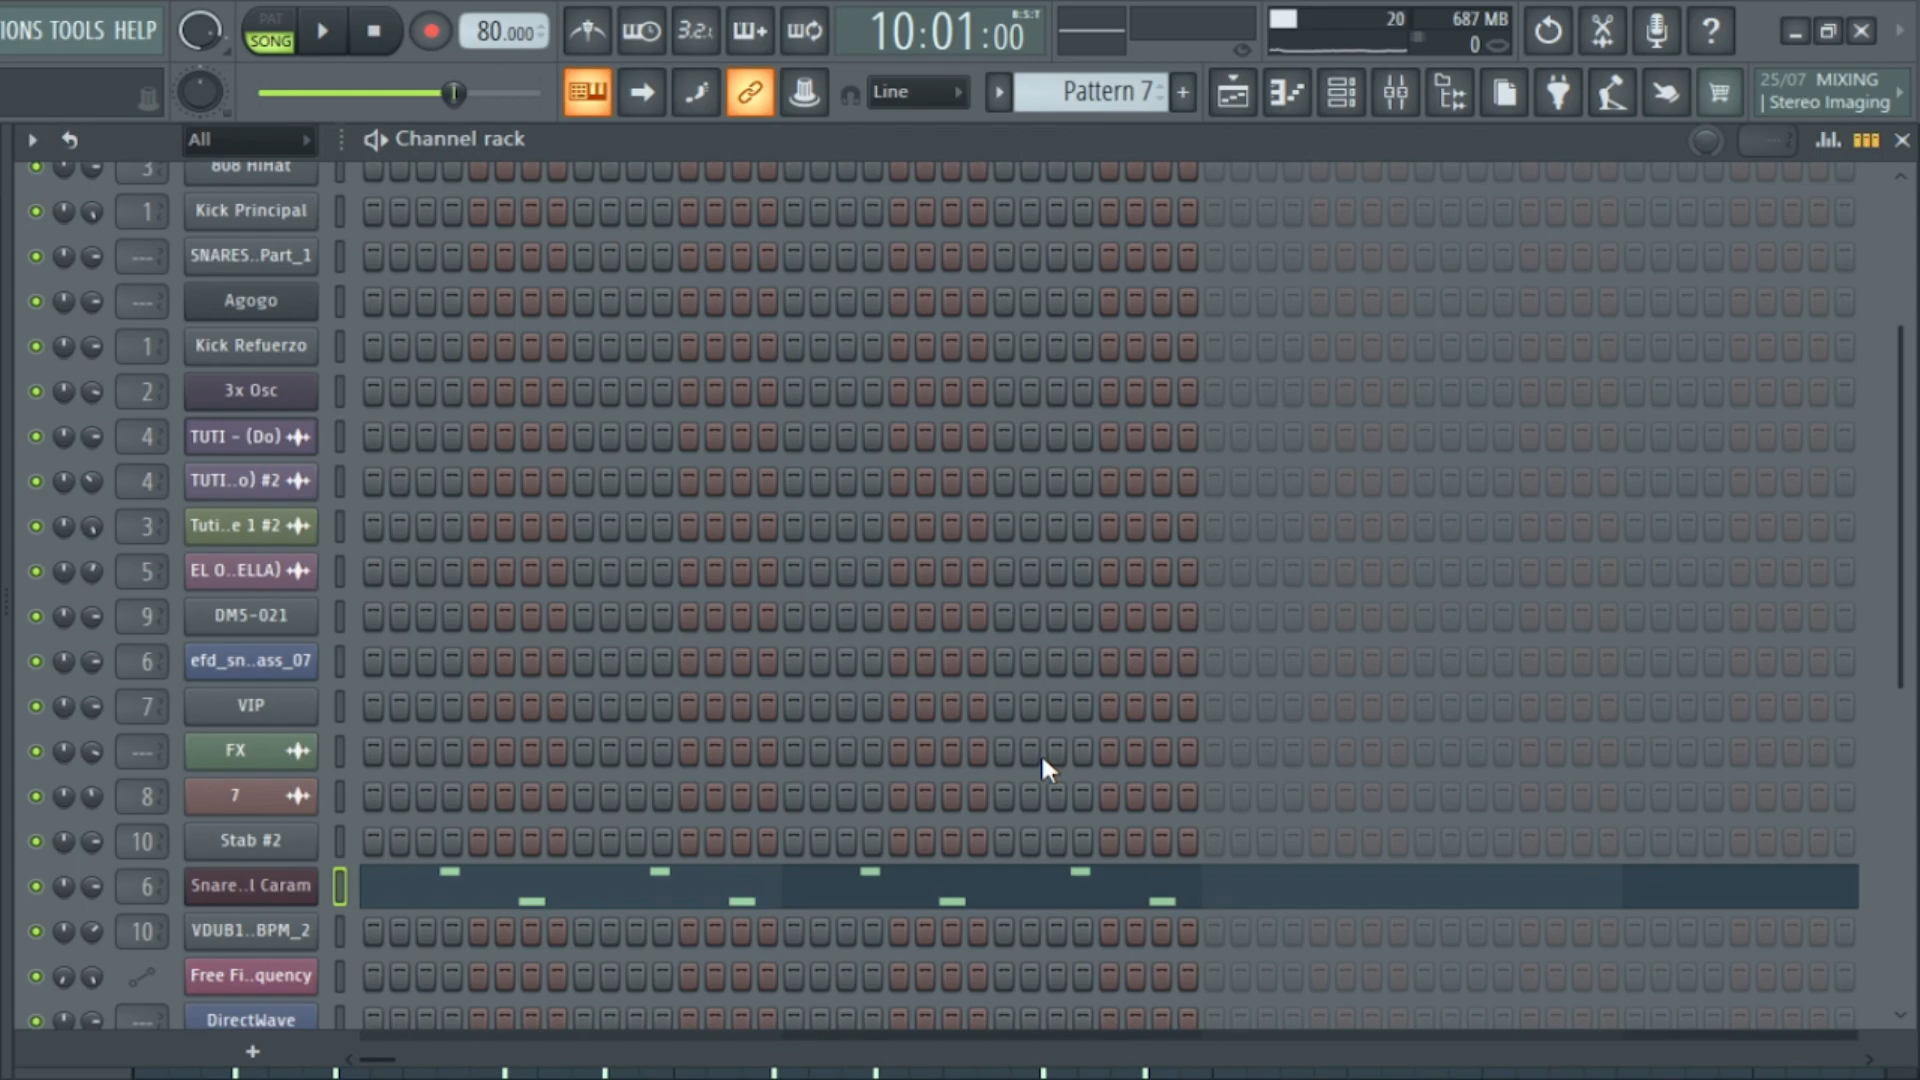 IONS TOOLS HELP
PAT
SONG
80.000
3.2.
10:01:00
B:S:T
20
687 MB
0
Line
Pattern 7
25/07 MIXING
| Stereo Imaging
All
Channel rack
3
808 HiHat
1
Kick Principal
---
SNARES..Part_1
---
Agogo
1
Kick Refuerzo
2
3x Osc
4
TUTI - (Do)
4
TUTI..o) #2
3
Tuti..e 1 #2
5
EL O..ELLA)
9
DM5-021
6
efd_sn..ass_07
7
VIP
---
FX
8
7
10
Stab #2
6
Snare..l Caram
10
VDUB1..BPM_2
Free Fi..quency
---
DirectWave
+